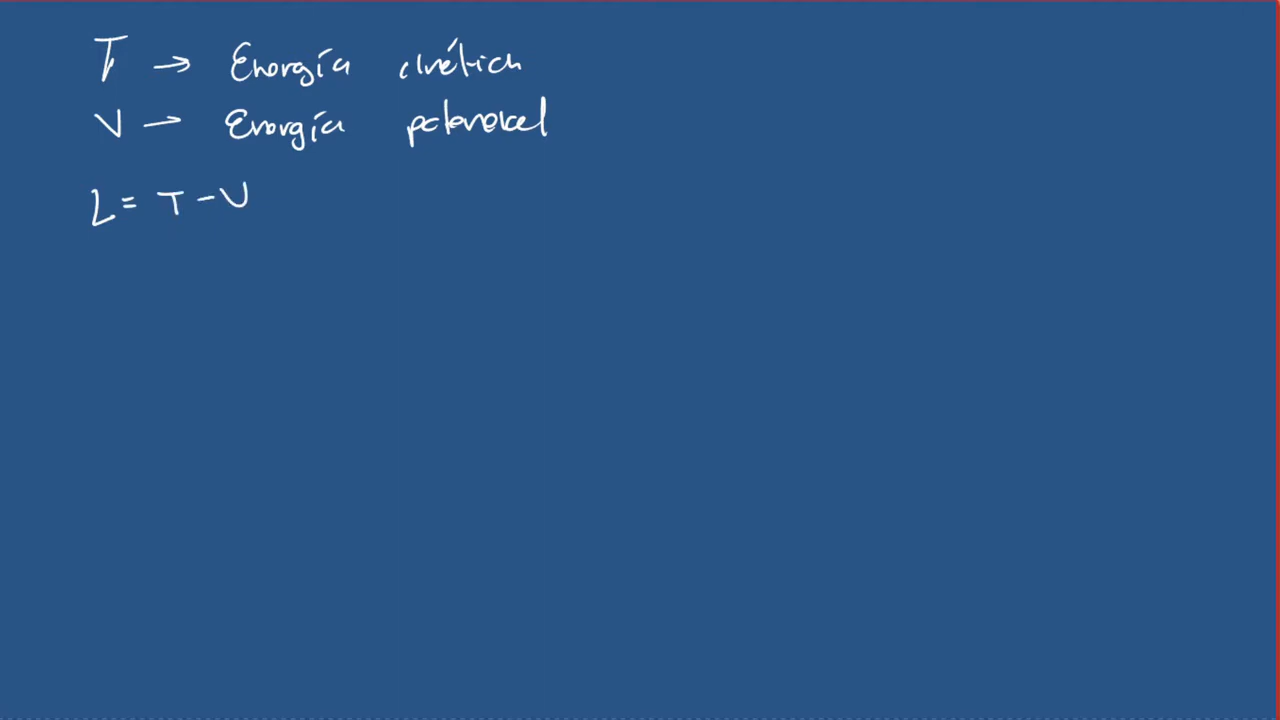 T → Energía cinética
V → Energía potencial
L = T - V